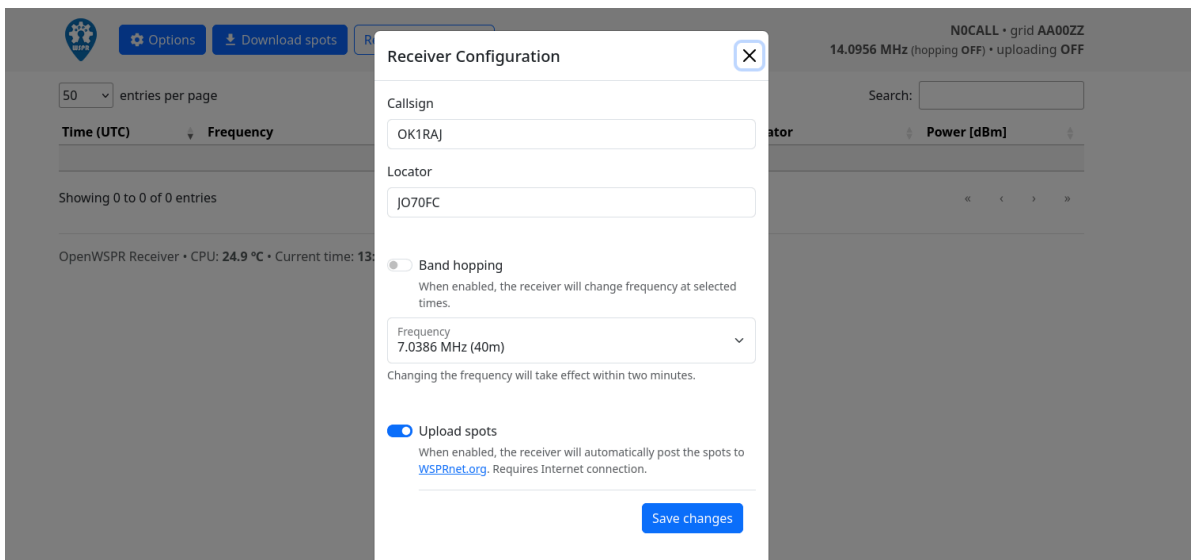 WSPR
Options
Download spots
N0CALL • grid AA00ZZ
14.0956 MHz (hopping OFF) • uploading OFF
Receiver Configuration
50 entries per page
Search:
Callsign
OK1RAJ
Time (UTC) Frequency
Power [dBm]
Locator
JO70FC
Showing 0 to 0 of 0 entries
« ‹ › »
OpenWSPR Receiver • CPU: 24.9 °C • Current time: 13:
Band hopping
When enabled, the receiver will change frequency at selected
times.
Frequency
7.0386 MHz (40m)
Changing the frequency will take effect within two minutes.
Upload spots
When enabled, the receiver will automatically post the spots to
WSPRnet.org. Requires Internet connection.
Save changes